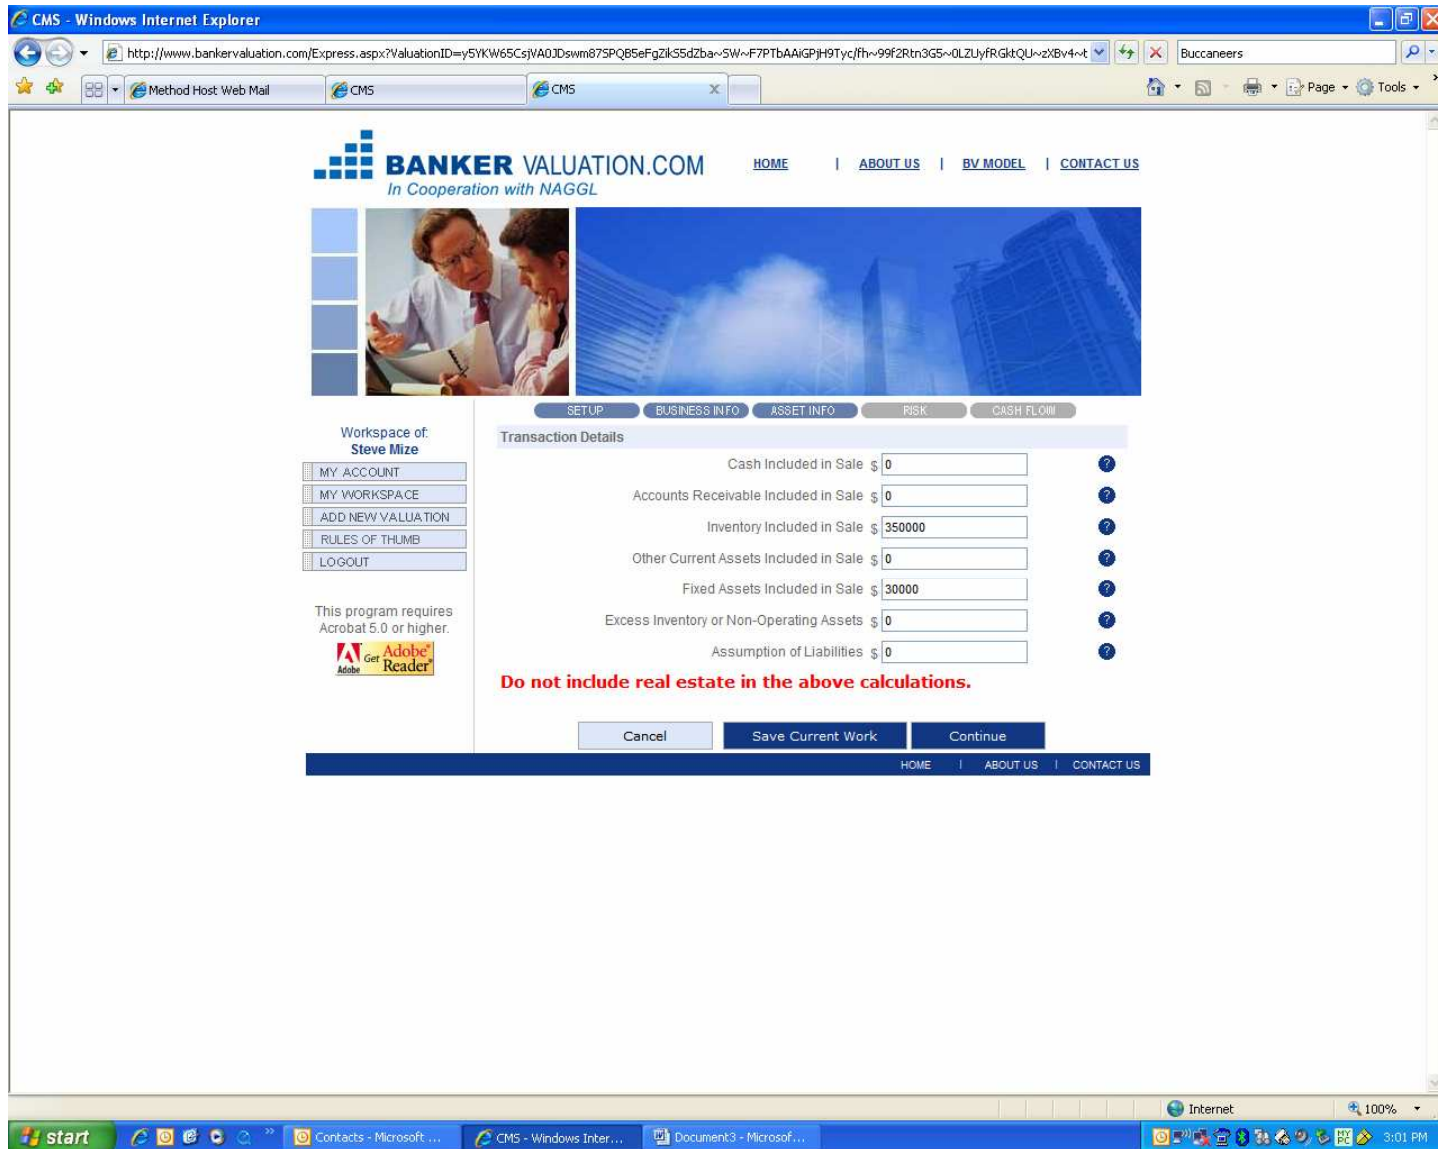 CMS - Windows Internet Explorer
http://www.bankervaluation.com/Express.aspx?ValuationID=y5YKW65CsjVA0JDswm87SPQB5eFgZikS5dZba~SW~F7PTbAAiGPjH9Tyc/fh~99f2Rtn3G5~0LZUyfRGktQU~zXBv4~t
Buccaneers
Method Host Web Mail
CMS
CMS
Page
Tools
BANKER VALUATION.COM
In Cooperation with NAGGL
HOME | ABOUT US | BV MODEL | CONTACT US
SETUP
BUSINESS INFO
ASSET INFO
RISK
CASH FLOW
Workspace of:
Steve Mize
MY ACCOUNT
MY WORKSPACE
ADD NEW VALUATION
RULES OF THUMB
LOGOUT
This program requires
Acrobat 5.0 or higher.
Adobe
Get Adobe®
Reader®
Transaction Details
Cash Included in Sale $ 0 ?
Accounts Receivable Included in Sale $ 0 ?
Inventory Included in Sale $ 350000 ?
Other Current Assets Included in Sale $ 0 ?
Fixed Assets Included in Sale $ 30000 ?
Excess Inventory or Non-Operating Assets $ 0 ?
Assumption of Liabilities $ 0 ?
Do not include real estate in the above calculations.
Cancel
Save Current Work
Continue
HOME | ABOUT US | CONTACT US
Internet
100%
start
Contacts - Microsoft ...
CMS - Windows Inter...
Document3 - Microsof...
MY PC
3:01 PM